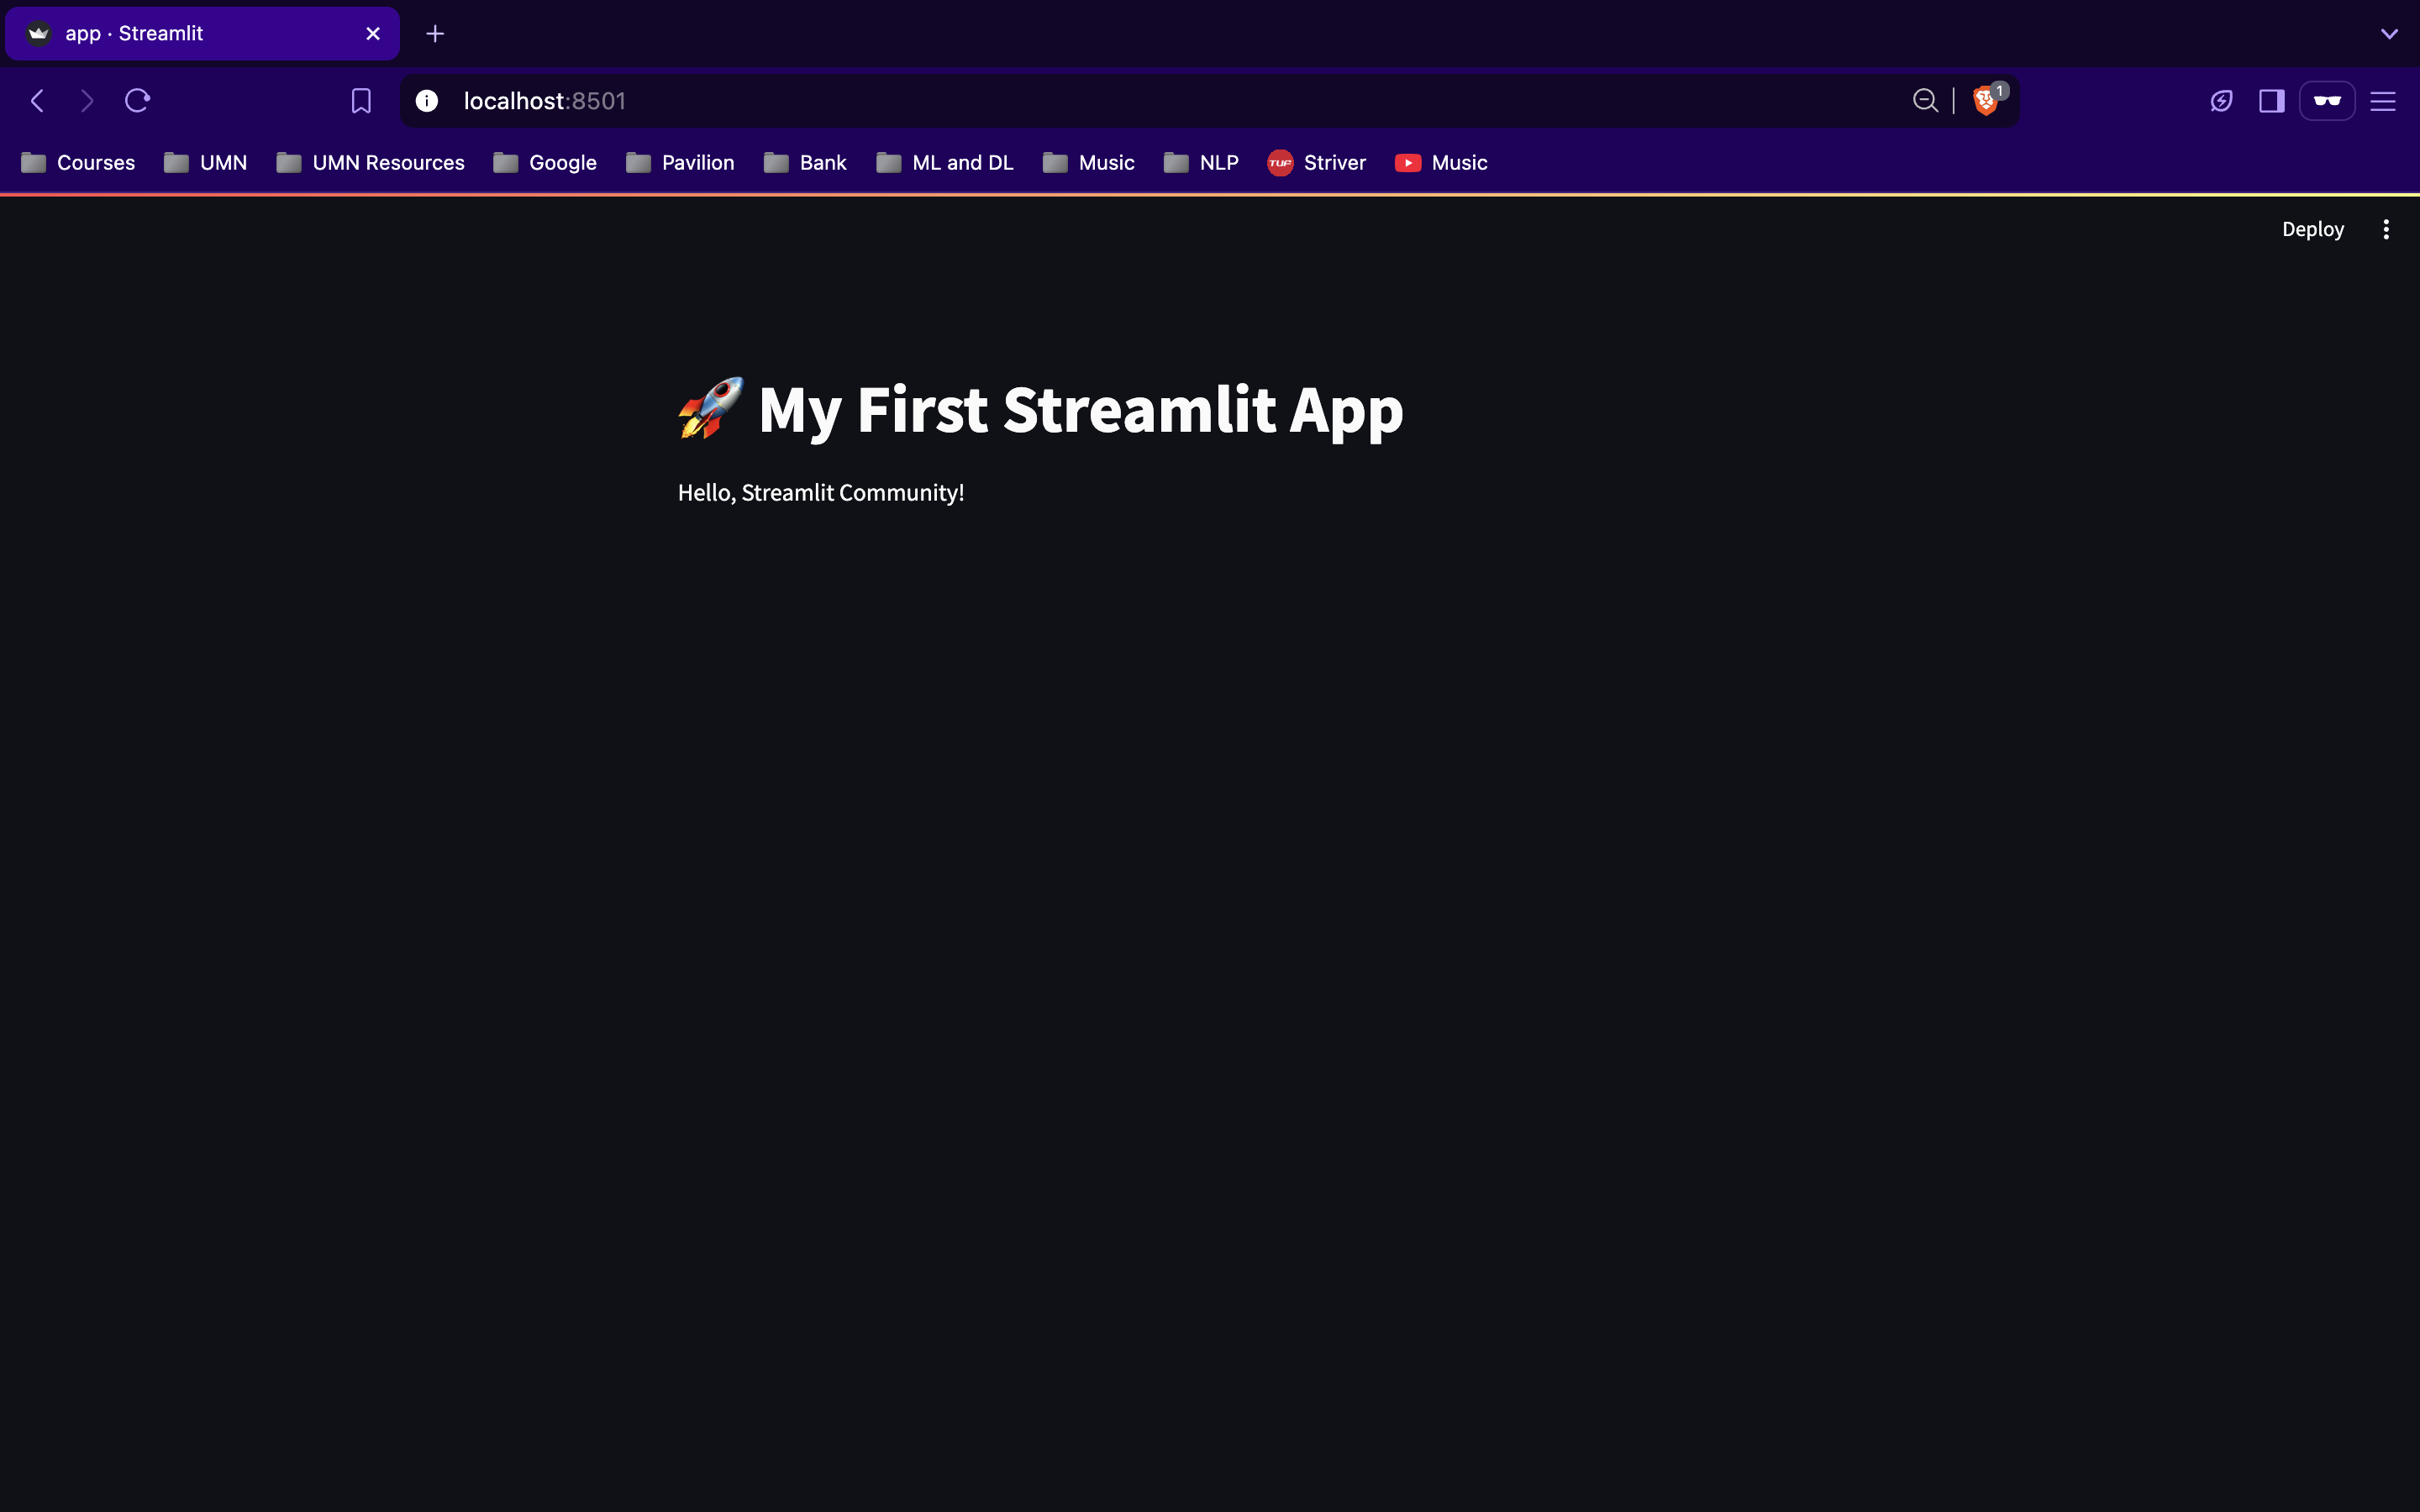 app · Streamlit
localhost:8501
1
Courses UMN UMN Resources Google Pavilion Bank ML and DL Music NLP TUF Striver Music
Deploy
🚀 My First Streamlit App
Hello, Streamlit Community!